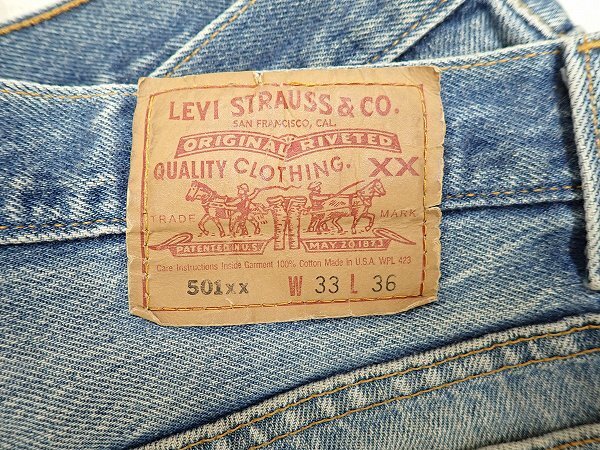 LEVI STRAUSS & CO.
SAN FRANCISCO, CAL.
ORIGINAL RIVETED
QUALITY CLOTHING. XX
TRADE MARK
PATENTED IN U.S. MAY 20 1873
Care Instructions Inside Garment 100% Cotton Made in U.S.A. WPL 423
501xx W 33 L 36